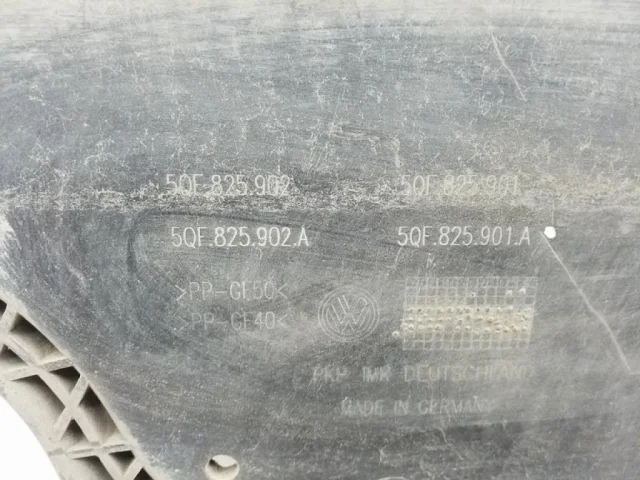 5QF.825.902 5QF.825.901
5QF.825.902.A 5QF.825.901.A
>PP-GF50<
>PP-GF40<
DEUTSCHLAND
MADE IN GERMANY